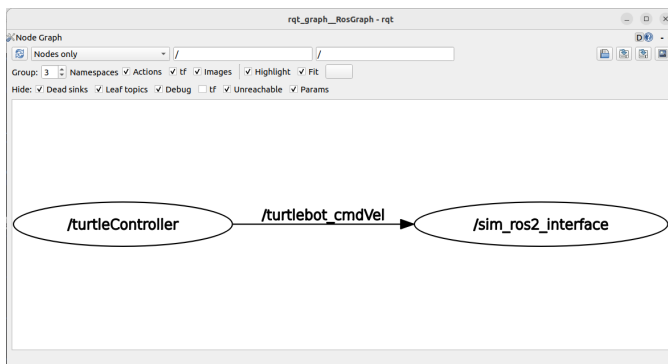 rqt_graph__RosGraph - rqt
Node Graph
D
-
Nodes only
/
/
Group: 3 Namespaces Actions tf Images Highlight Fit
Hide: Dead sinks Leaf topics Debug tf Unreachable Params
/turtleController
/turtlebot_cmdVel
/sim_ros2_interface